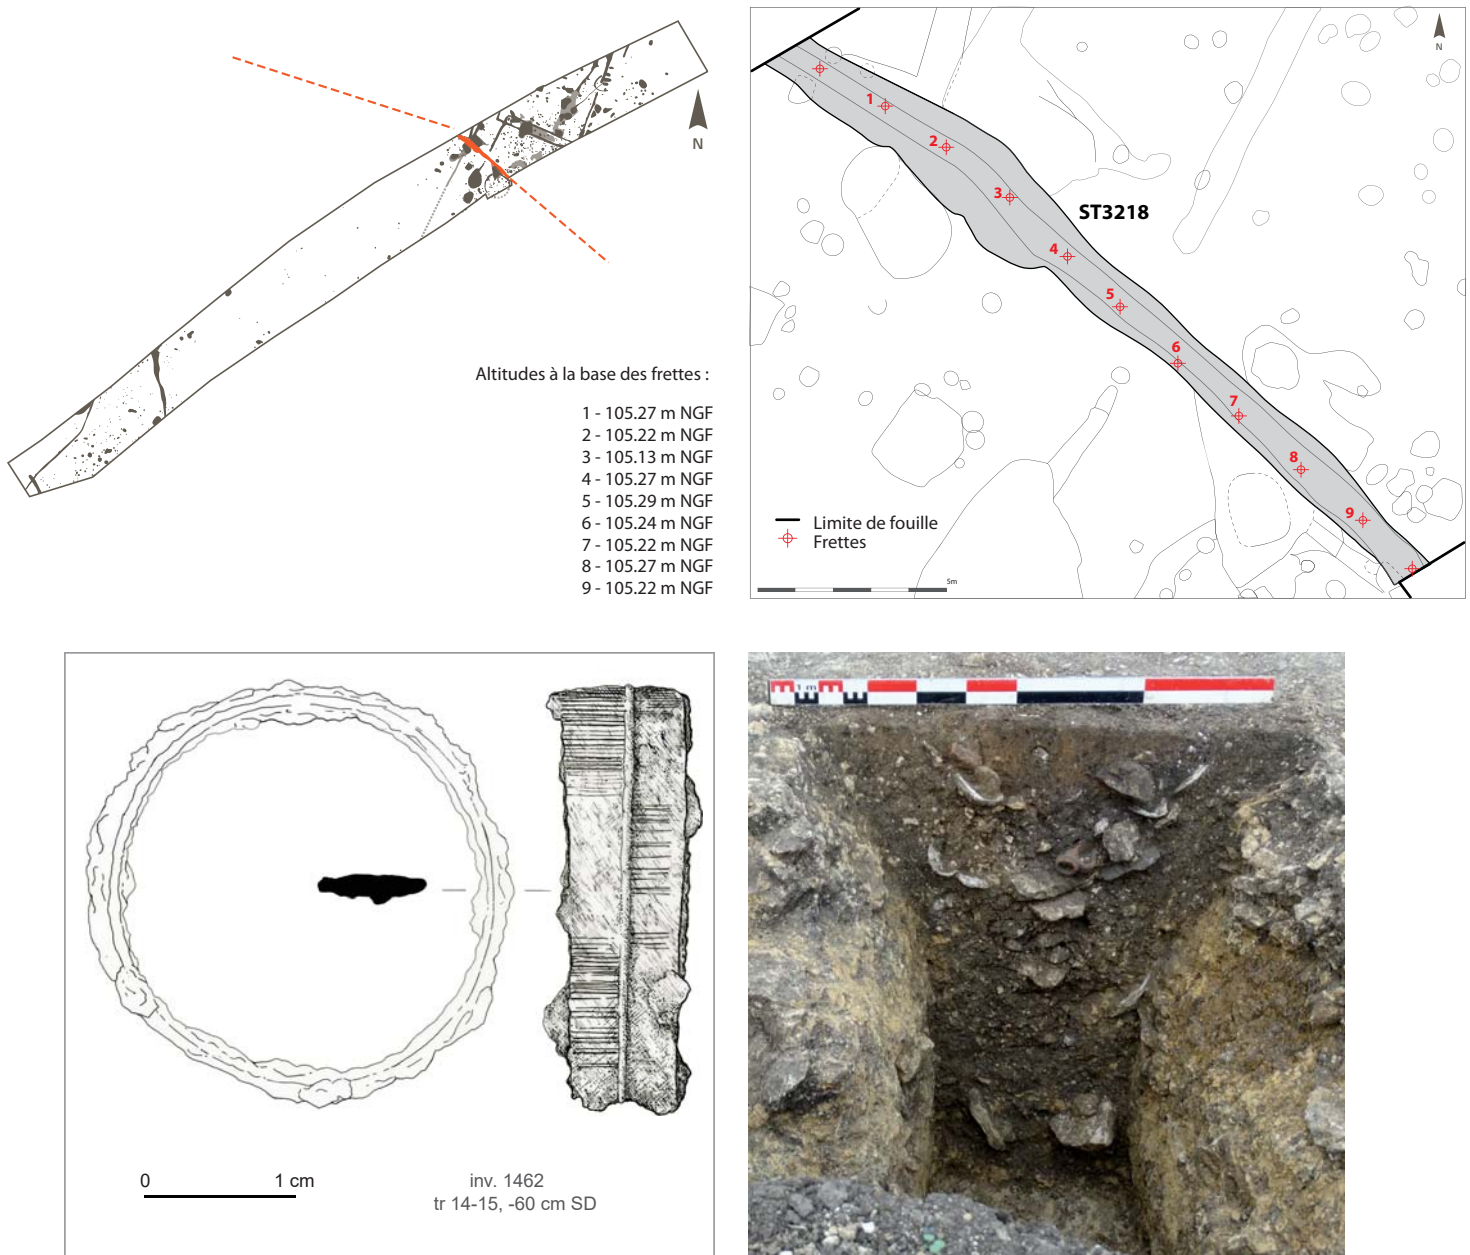 N
Altitudes à la base des frettes :
1 - 105.27 m NGF
2 - 105.22 m NGF
3 - 105.13 m NGF
4 - 105.27 m NGF
5 - 105.29 m NGF
6 - 105.24 m NGF
7 - 105.22 m NGF
8 - 105.27 m NGF
9 - 105.22 m NGF
N
1
2
3
ST3218
4
5
6
7
8
9
Limite de fouille
Frettes
5m
0 1 cm
inv. 1462
tr 14-15, -60 cm SD
1 m